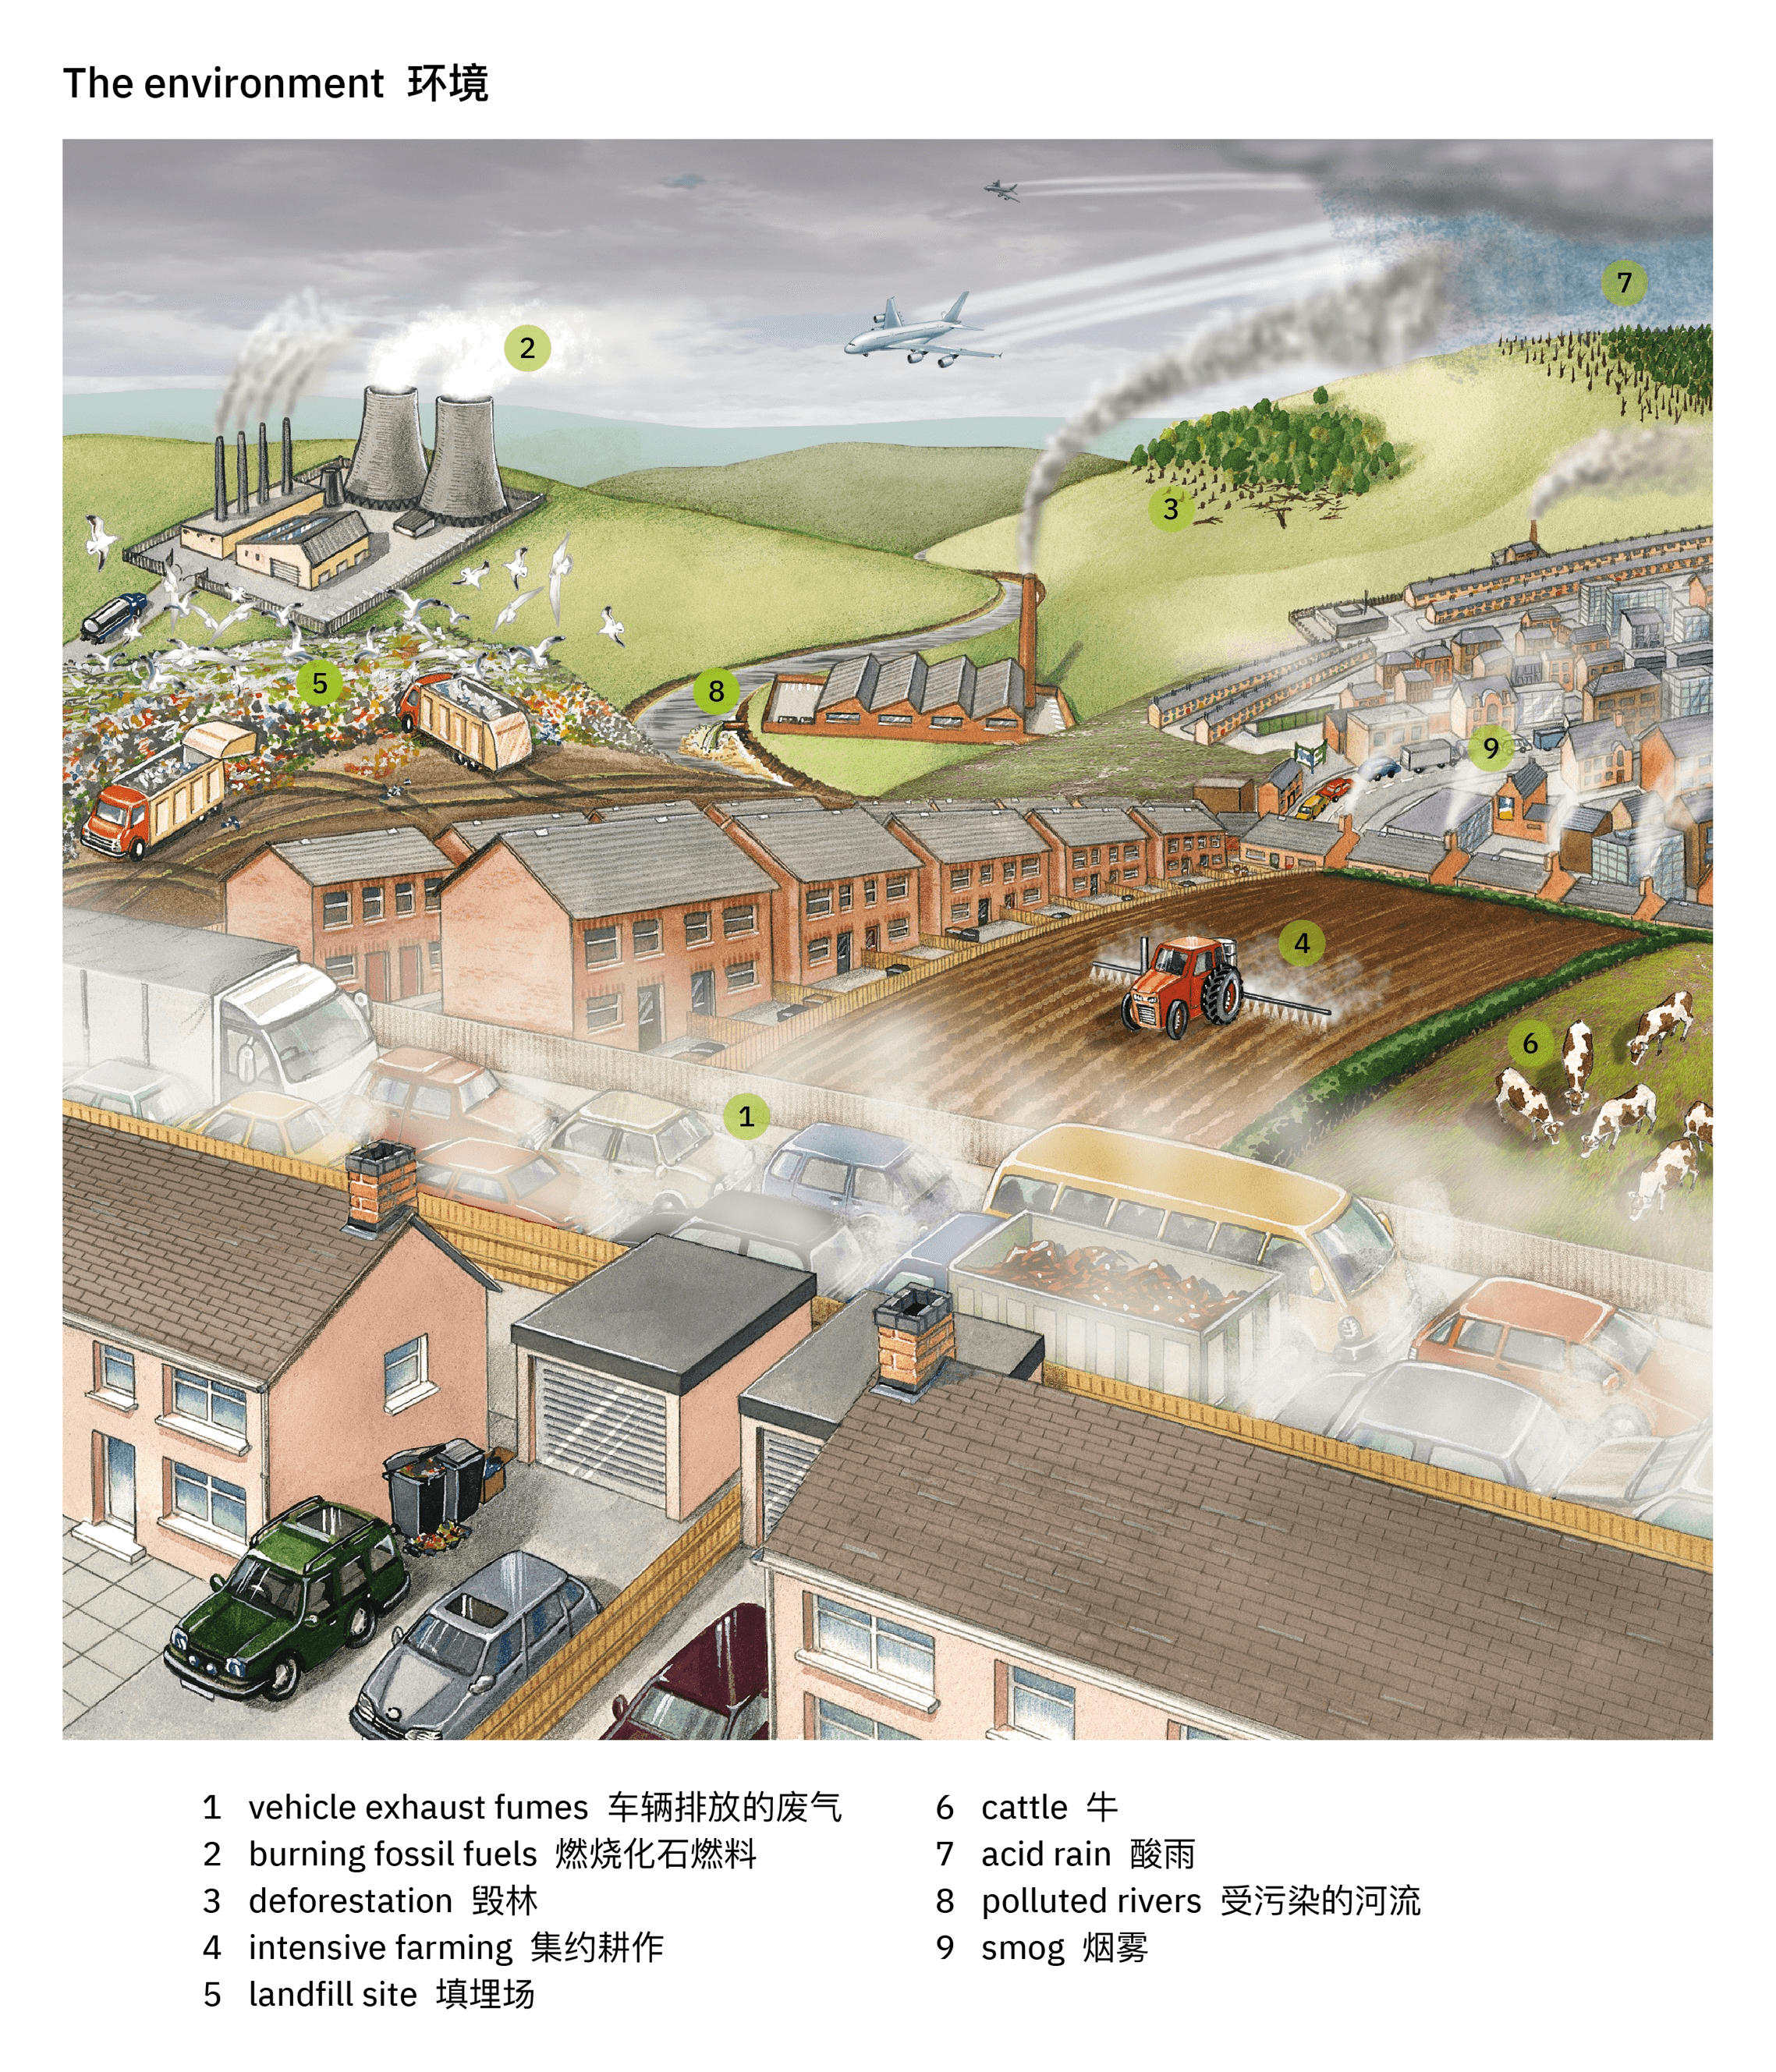 The environment 环境
2
7
3
5
8
9
4
6
1
1 vehicle exhaust fumes 车辆排放的废气
2 burning fossil fuels 燃烧化石燃料
3 deforestation 毁林
4 intensive farming 集约耕作
5 landfill site 填埋场
6 cattle 牛
7 acid rain 酸雨
8 polluted rivers 受污染的河流
9 smog 烟雾